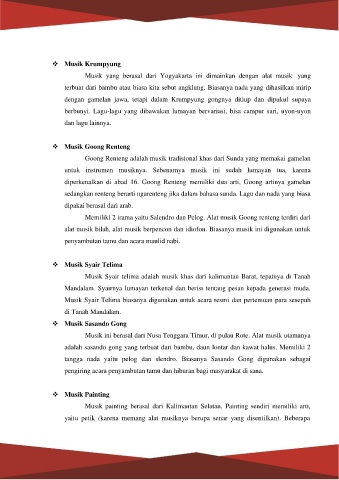 ❖ Musik Krumpyung
Musik yang berasal dari Yogyakarta ini dimainkan dengan alat musik yang
terbuat dari bambu atau biasa kita sebut angklung. Biasanya nada yang dihasilkan mirip
dengan gamelan jawa, tetapi dalam Krumpyung gongnya ditiup dan dipukul supaya
berbunyi. Lagu-lagu yang dibawakan lumayan bervariasi, bisa campur sari, uyon-uyon
dan lagu lainnya.
❖ Musik Goong Renteng
Goong Renteng adalah musik tradisional khas dari Sunda yang memakai gamelan
untuk instrumen musiknya. Sebenarnya musik ini sudah lumayan tua, karena
diperkenalkan di abad 16. Goong Renteng memiliki dua arti, Goong artinya gamelan
sedangkan renteng berarti ngarenteng jika dalam bahasa sunda. Lagu dan nada yang biasa
dipakai berasal dari arab.
Memiliki 2 irama yaitu Salendro dan Pelog. Alat musik Goong renteng terdiri dari
alat musik bilah, alat musik berpencon dan idiofon. Biasanya musik ini digunakan untuk
penyambutan tamu dan acara maulid nabi.
❖ Musik Syair Telima
Musik Syair telima adalah musik khas dari kalimantan Barat, tepatnya di Tanah
Mandalam. Syairnya lumayan terkenal dan berisi tentang pesan kepada generasi muda.
Musik Syair Telima biasanya digunakan untuk acara resmi dan pertemuan para sesepuh
di Tanah Mandalam.
❖ Musik Sasando Gong
Musik ini berasal dari Nusa Tenggara Timur, di pulau Rote. Alat musik utamanya
adalah sasando gong yang terbuat dari bambu, daun lontar dan kawat halus. Memiliki 2
tangga nada yaitu pelog dan slendro. Biasanya Sasando Gong digunakan sebagai
pengiring acara penyambutan tamu dan hiburan bagi masyarakat di sana.
❖ Musik Painting
Musik painting berasal dari Kalimantan Selatan. Painting sendiri memiliki arti,
yaitu petik (karena memang alat musiknya berupa senar yang disentilkan). Beberapa